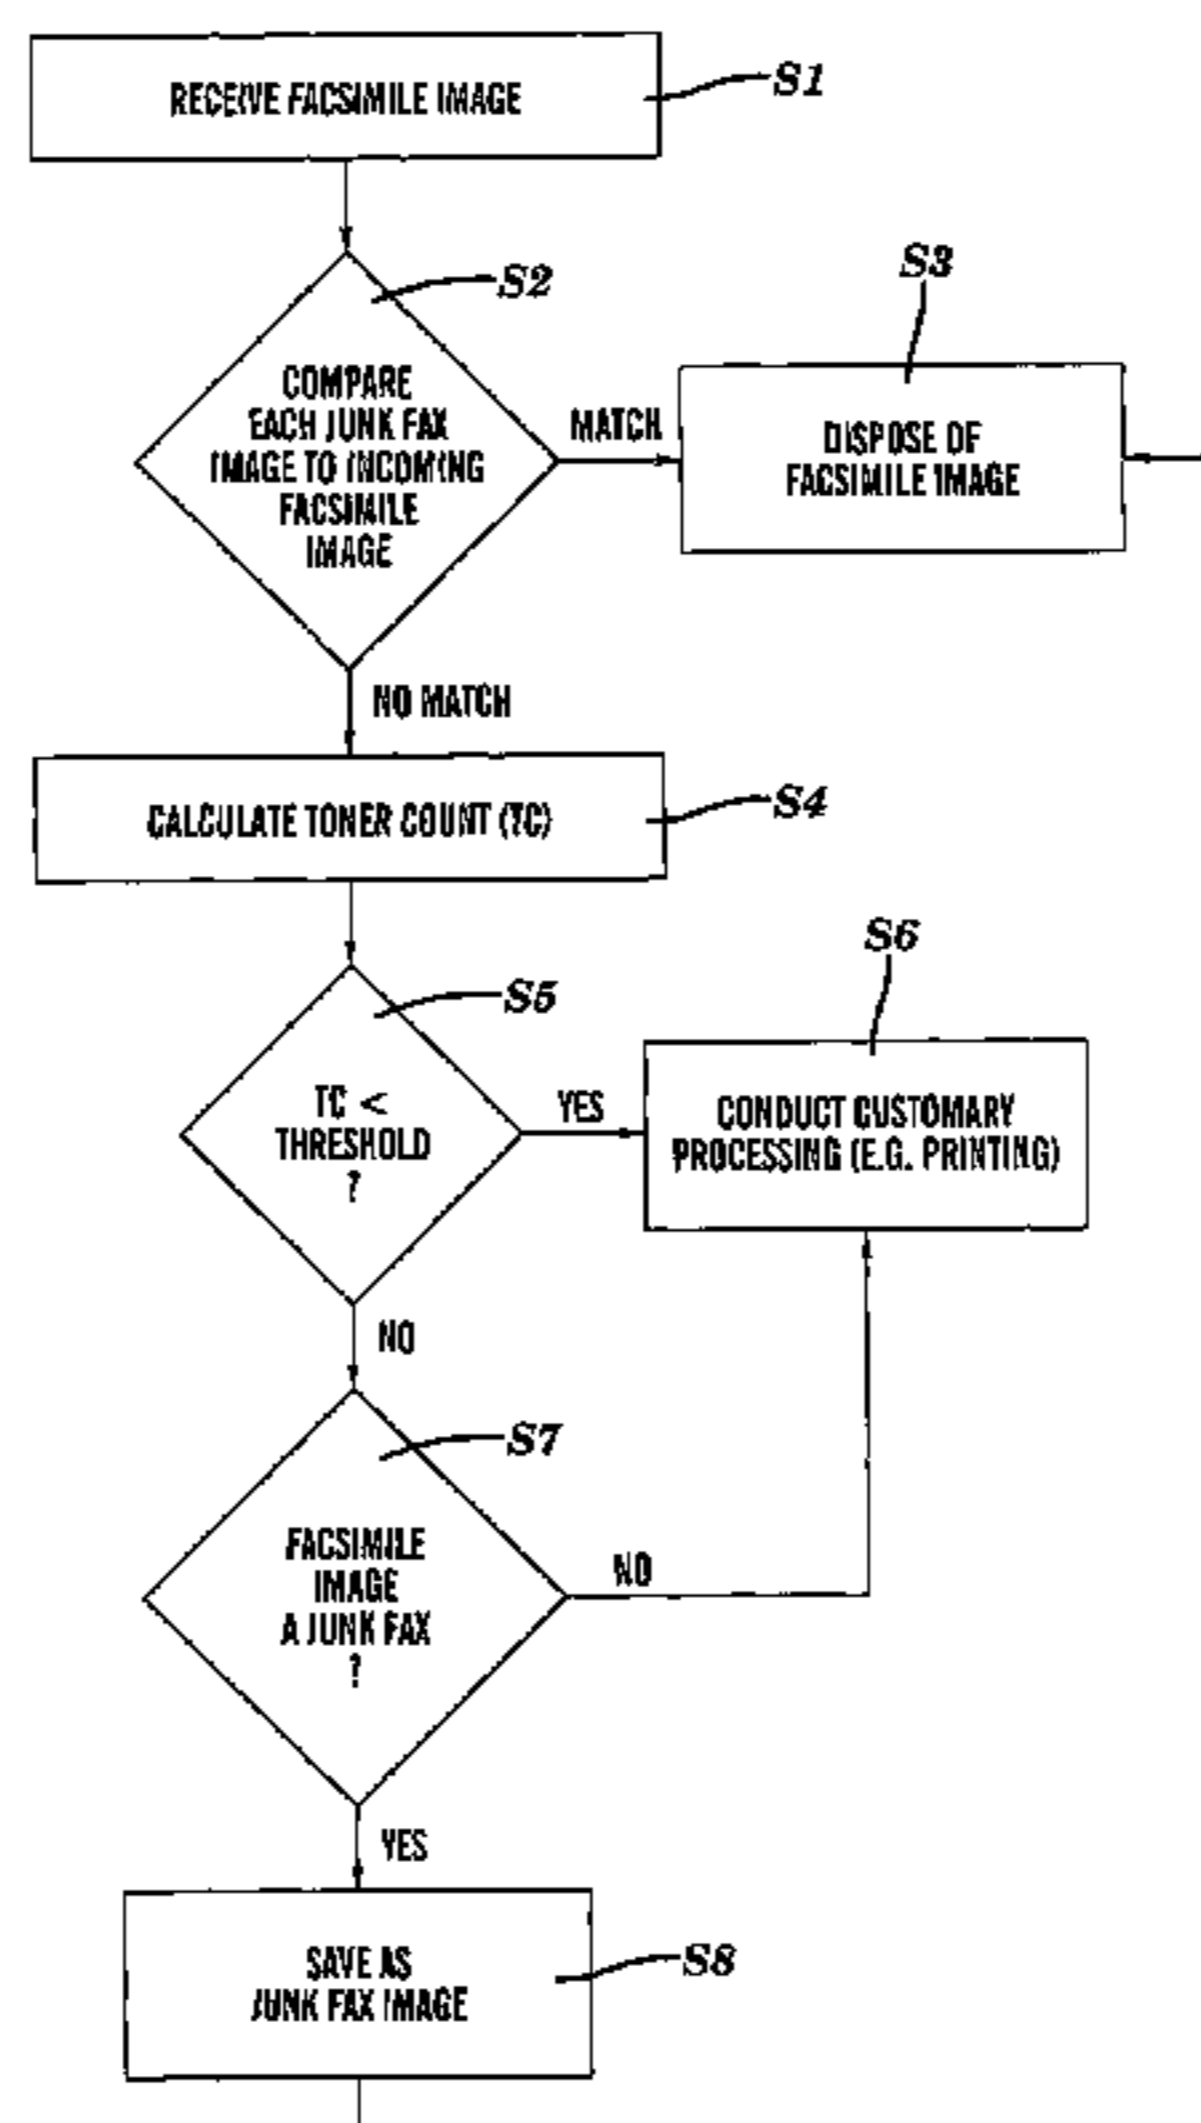 RECEIVE FACSIMILE IMAGE
S1
S2
COMPARE
EACH JUNK FAX
IMAGE TO INCOMING
FACSIMILE
IMAGE
MATCH
S3
DISPOSE OF
FACSIMILE IMAGE
NO MATCH
CALCULATE TONER COUNT (TC)
S4
S5
TC <
THRESHOLD
?
YES
S6
CONDUCT CUSTOMARY
PROCESSING (E.G. PRINTING)
NO
S7
FACSIMILE
IMAGE
A JUNK FAX
?
NO
YES
SAVE AS
JUNK FAX IMAGE
S8